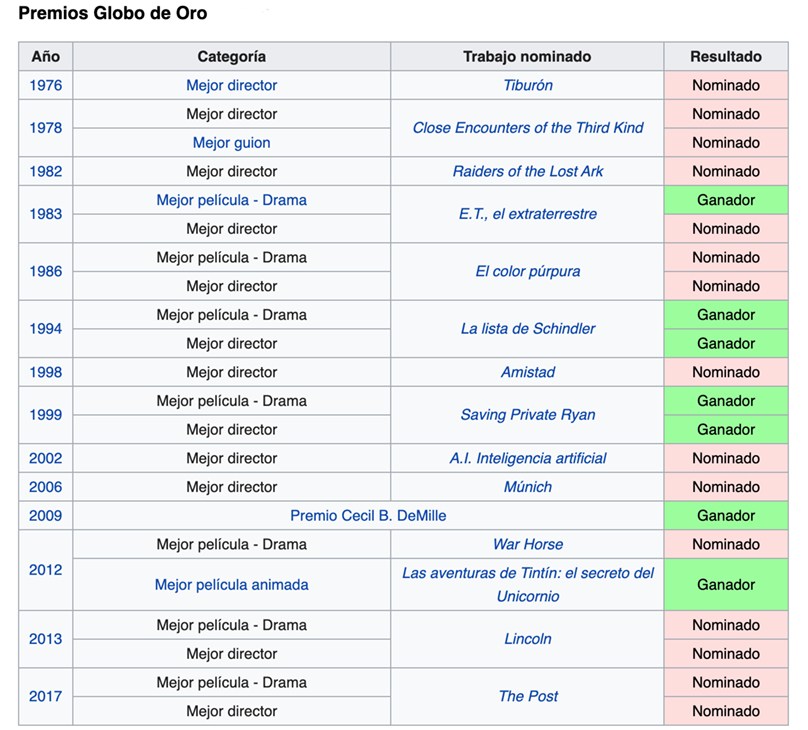 Premios Globo de Oro
Año Categoría Trabajo nominado Resultado
1976 Mejor director Tiburón Nominado
1978 Mejor director Close Encounters of the Third Kind Nominado
Mejor guion Nominado
1982 Mejor director Raiders of the Lost Ark Nominado
1983 Mejor película - Drama E.T., el extraterrestre Ganador
Mejor director Nominado
1986 Mejor película - Drama El color púrpura Nominado
Mejor director Nominado
1994 Mejor película - Drama La lista de Schindler Ganador
Mejor director Ganador
1998 Mejor director Amistad Nominado
1999 Mejor película - Drama Saving Private Ryan Ganador
Mejor director Ganador
2002 Mejor director A.I. Inteligencia artificial Nominado
2006 Mejor director Múnich Nominado
2009 Premio Cecil B. DeMille Ganador
2012 Mejor película - Drama War Horse Nominado
Mejor película animada Las aventuras de Tintín: el secreto del
Unicornio Ganador
2013 Mejor película - Drama Lincoln Nominado
Mejor director Nominado
2017 Mejor película - Drama The Post Nominado
Mejor director Nominado